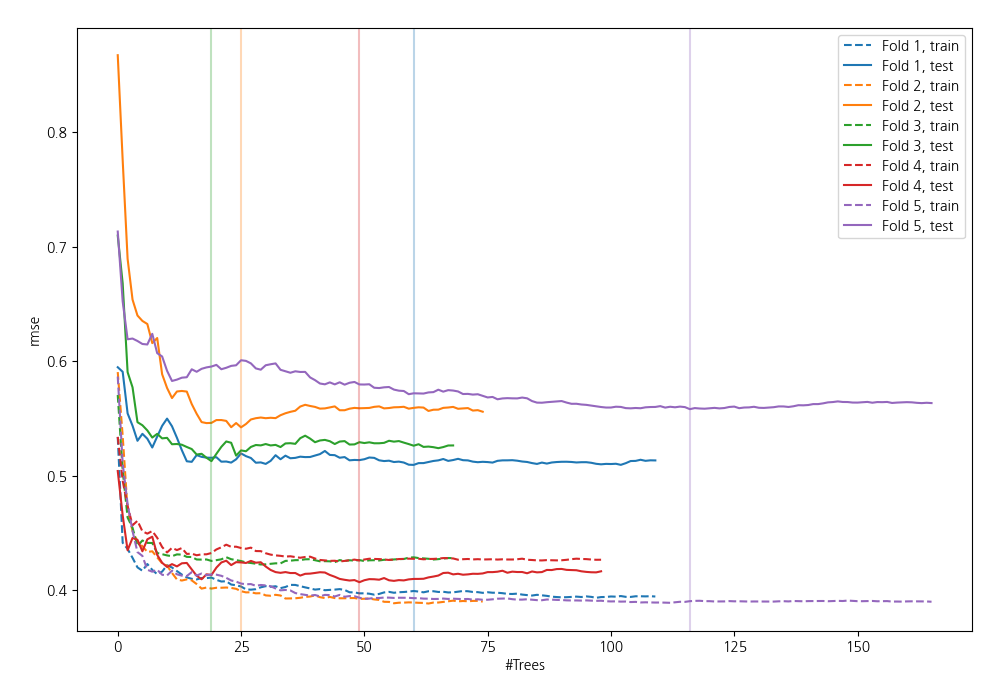 Fold 1, train
Fold 1, test
Fold 2, train
Fold 2, test
Fold 3, train
Fold 3, test
Fold 4, train
Fold 4, test
Fold 5, train
Fold 5, test
0.8
0.7
0.6
0.5
0.4
rmse
0 25 50 75 100 125 150
#Trees